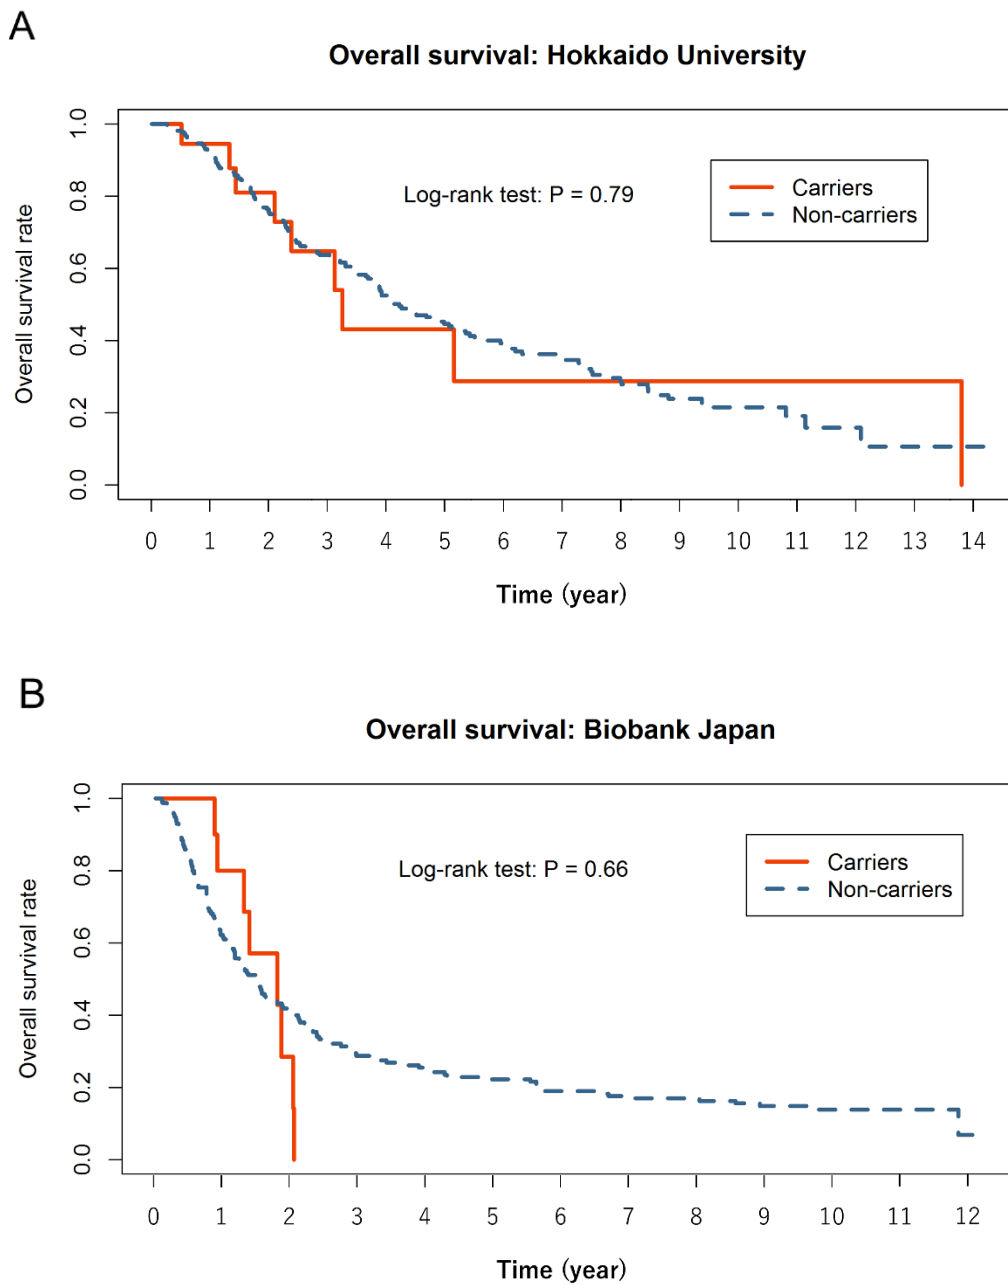 A
Overall survival: Hokkaido University
Overall survival rate
1.0
0.8
0.6
0.4
0.2
0.0
Log-rank test: P = 0.79
Carriers
Non-carriers
0 1 2 3 4 5 6 7 8 9 10 11 12 13 14
Time (year)
B
Overall survival: Biobank Japan
Overall survival rate
1.0
0.8
0.6
0.4
0.2
0.0
Log-rank test: P = 0.66
Carriers
Non-carriers
0 1 2 3 4 5 6 7 8 9 10 11 12
Time (year)